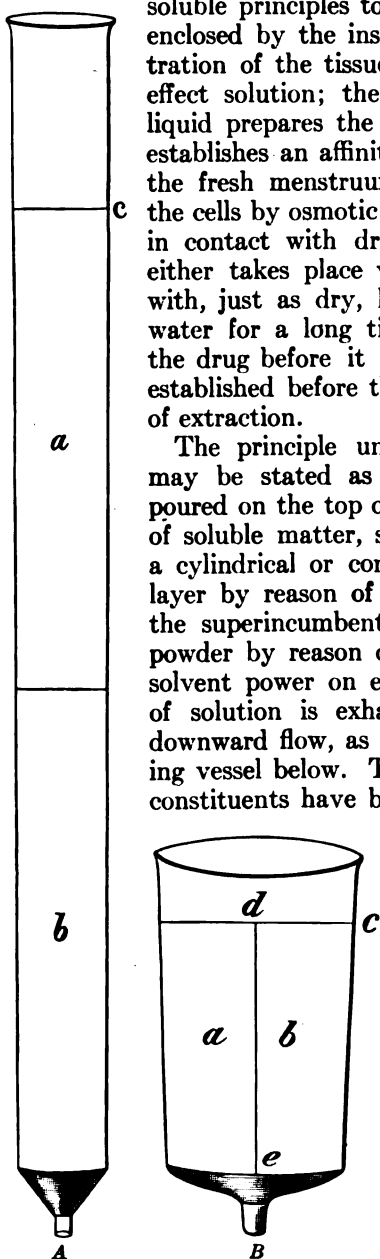 soluble principles to
enclosed by the ins
tration of the tissue
effect solution; the
liquid prepares the
establishes an affinit
the fresh menstruu
c
the cells by osmotic
in contact with dr
either takes place
with, just as dry,
water for a long ti
the drug before it
established before t
of extraction.
a
The principle un
may be stated as
poured on the top o
of soluble matter, s
a cylindrical or con
layer by reason of
the superincumbent
powder by reason o
solvent power on e
of solution is exha
downward flow, as
ing vessel below. T
constituents have b
b
d
c
a b
e
A
B